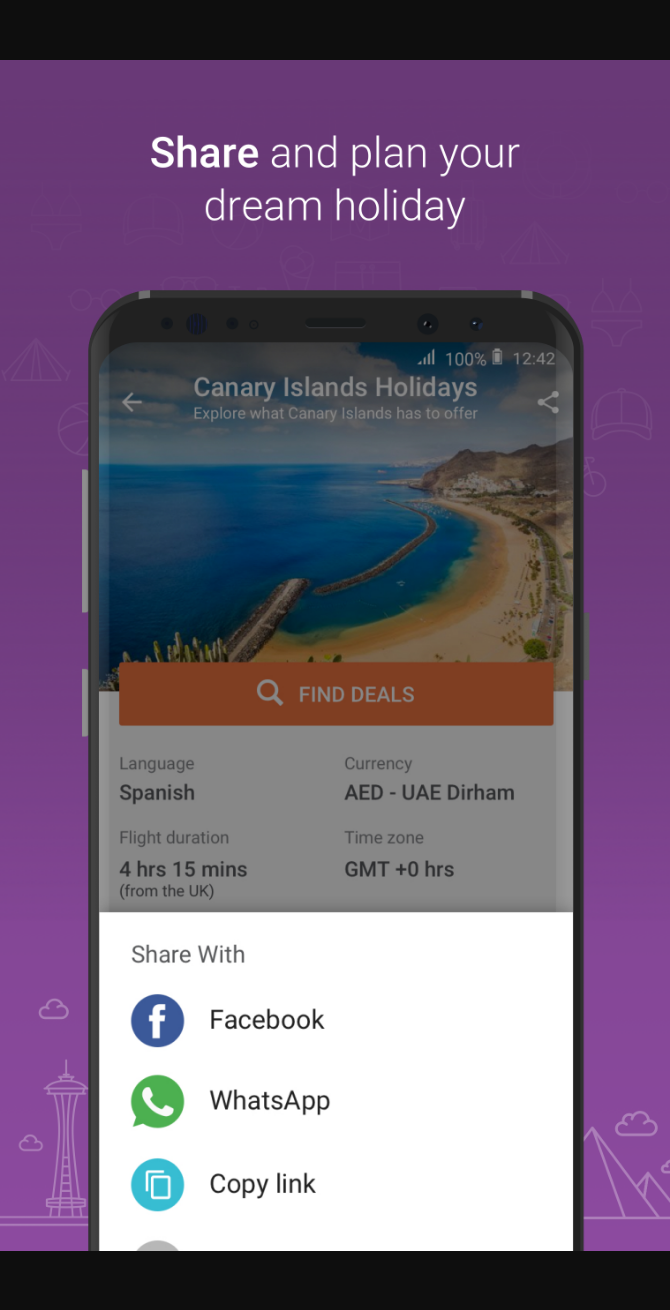 Share and plan your
dream holiday
100% 12:42
Canary Islands Holidays
Explore what Canary Islands has to offer
FIND DEALS
Language
Currency
Spanish
AED - UAE Dirham
Flight duration
Time zone
4 hrs 15 mins
GMT +0 hrs
(from the UK)
Share With
Facebook
WhatsApp
Copy link